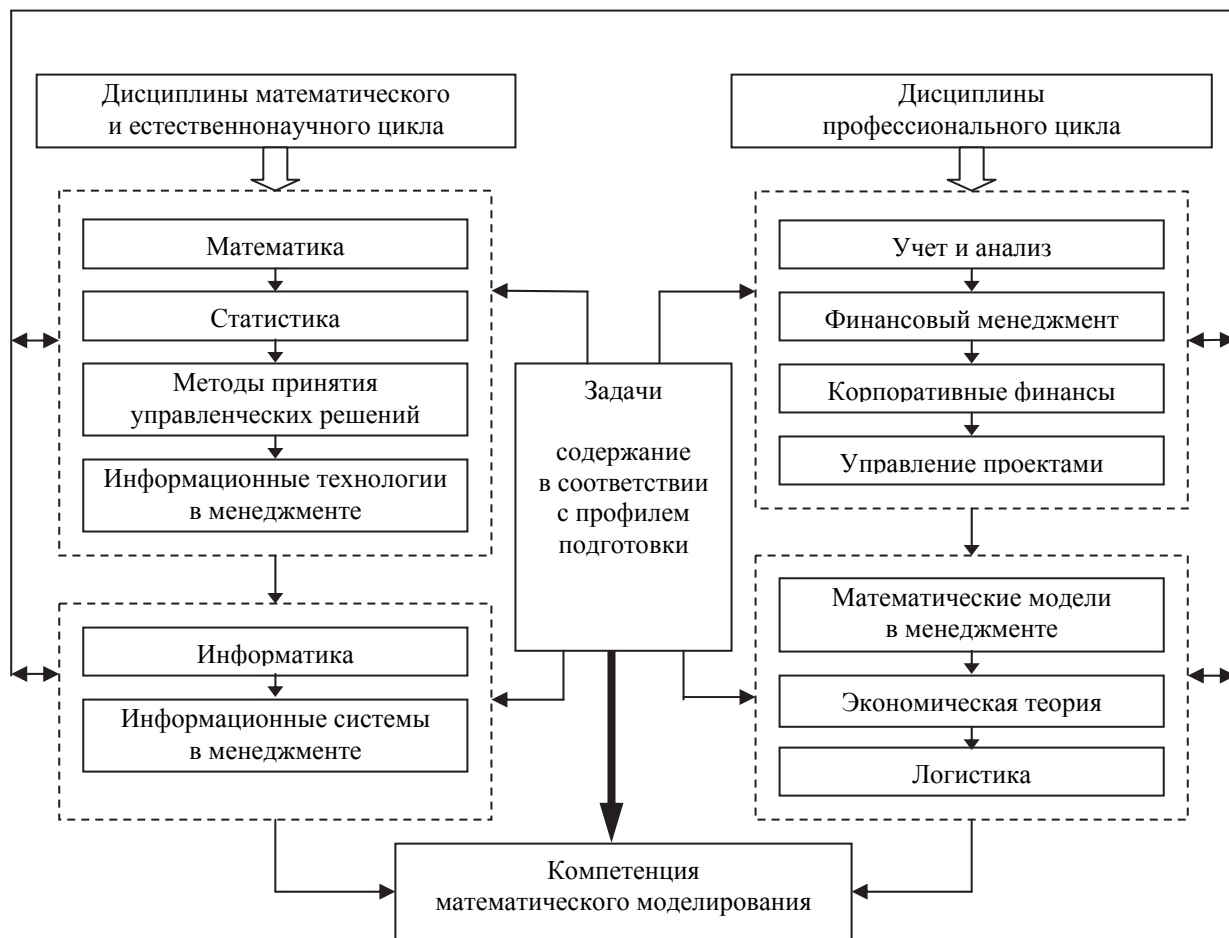 Дисциплины математического
и естественнонаучного цикла
Дисциплины
профессионального цикла
Математика
Статистика
Методы принятия
управленческих решений
Информационные технологии
в менеджменте
Информатика
Информационные системы
в менеджменте
Задачи
содержание
в соответствии
с профилем
подготовки
Учет и анализ
Финансовый менеджмент
Корпоративные финансы
Управление проектами
Математические модели
в менеджменте
Экономическая теория
Логистика
Компетенция
математического моделирования